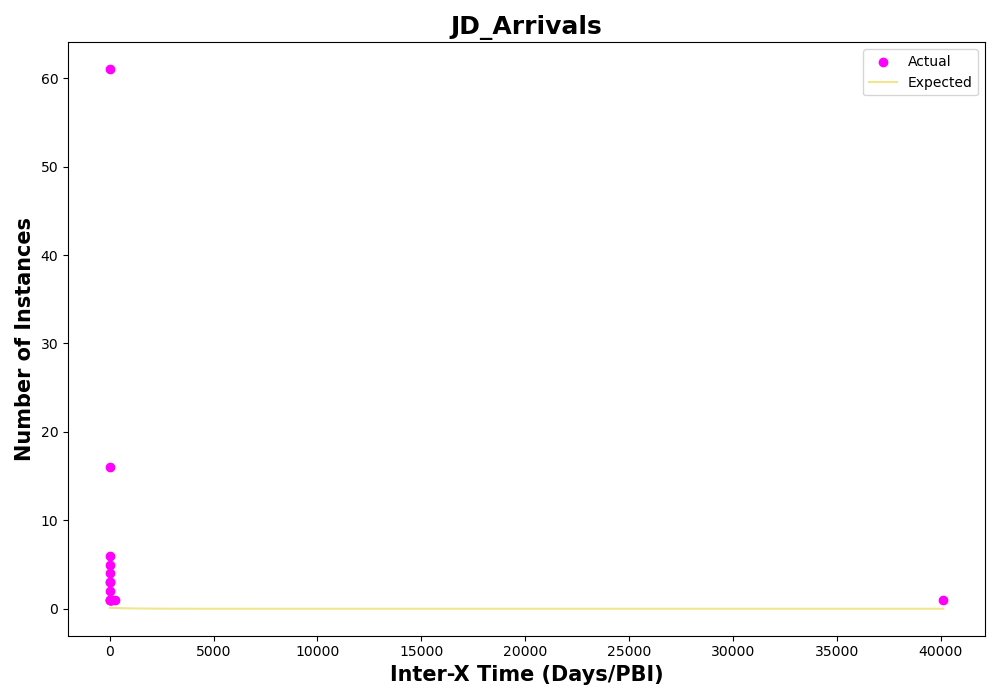 JD_Arrivals
Actual
Expected
60
50
40
30
20
10
0
Number of Instances
0 5000 10000 15000 20000 25000 30000 35000 40000
Inter-X Time (Days/PBI)